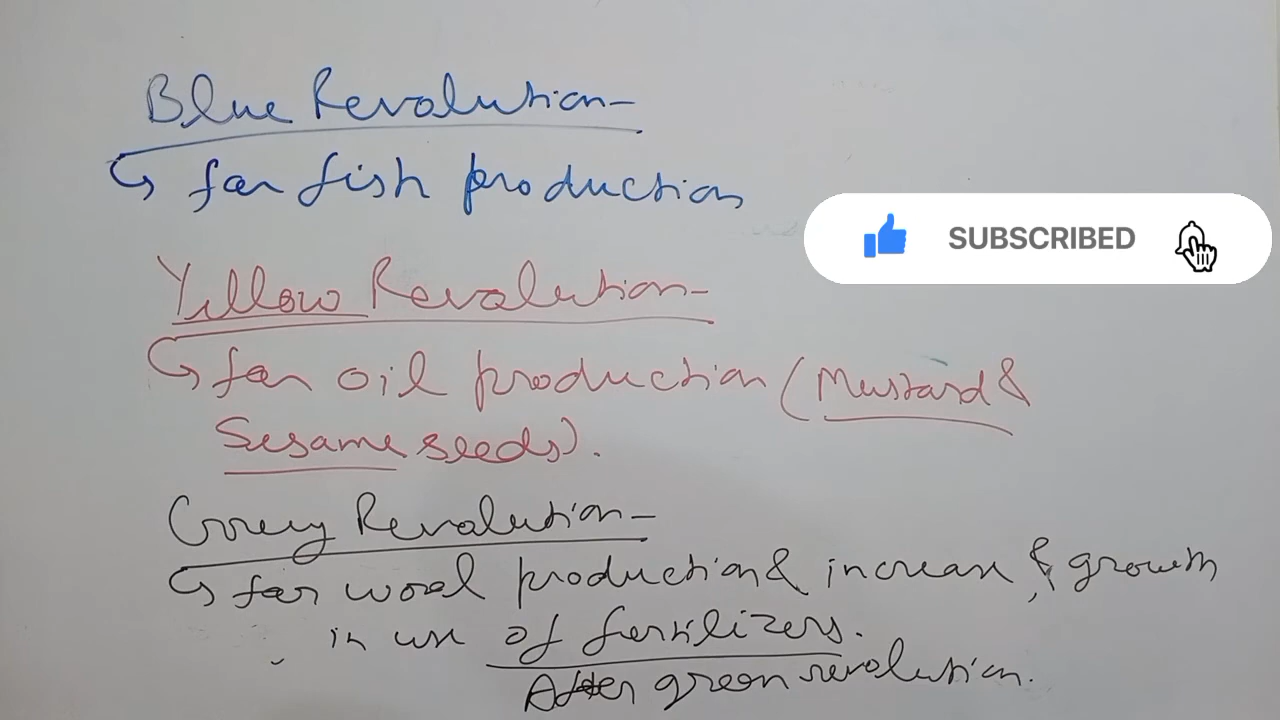 Blue Revolution-
↳ for fish production
SUBSCRIBED
Yellow Revolution-
↳ for oil production (Mustard &
Sesame seeds).
Grey Revolution-
↳ for wool production & increase & growth
in use of fertilizers.
After green revolution.